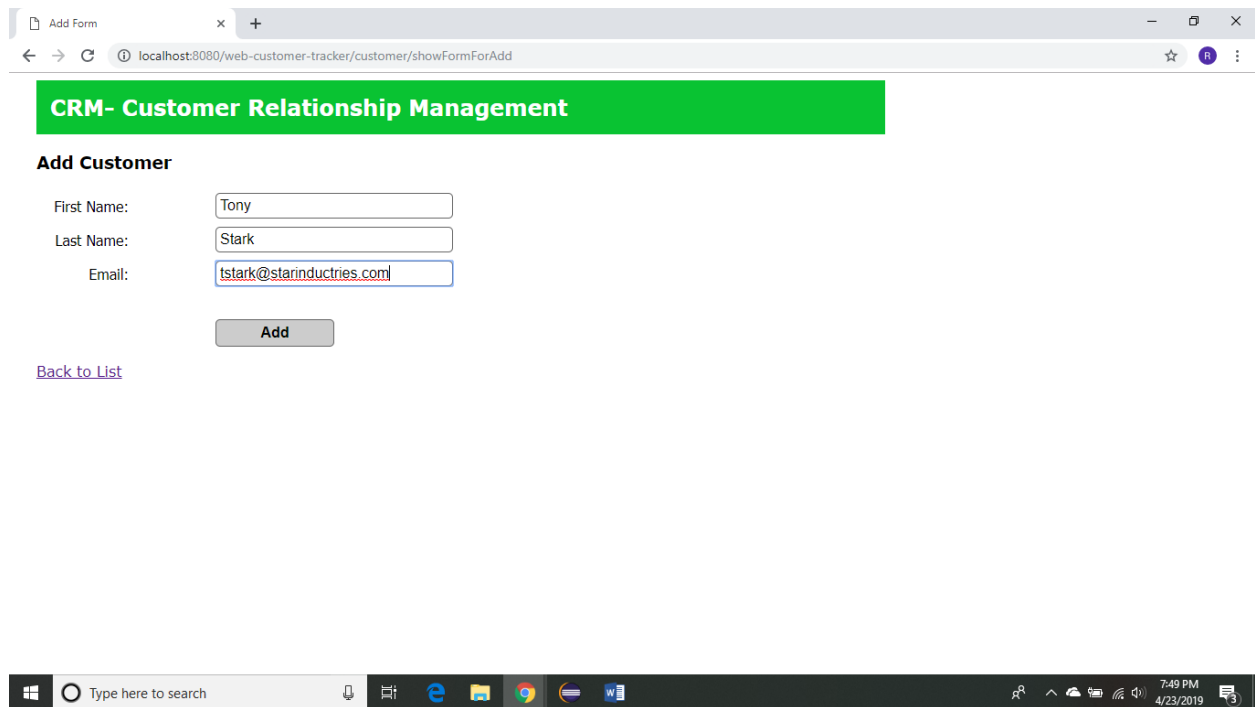 Add Form
localhost:8080/web-customer-tracker/customer/showFormForAdd
R
CRM- Customer Relationship Management
Add Customer
First Name: Tony
Last Name: Stark
Email: tstark@starinductries.com
Add
Back to List
Type here to search
7:49 PM
4/23/2019
3